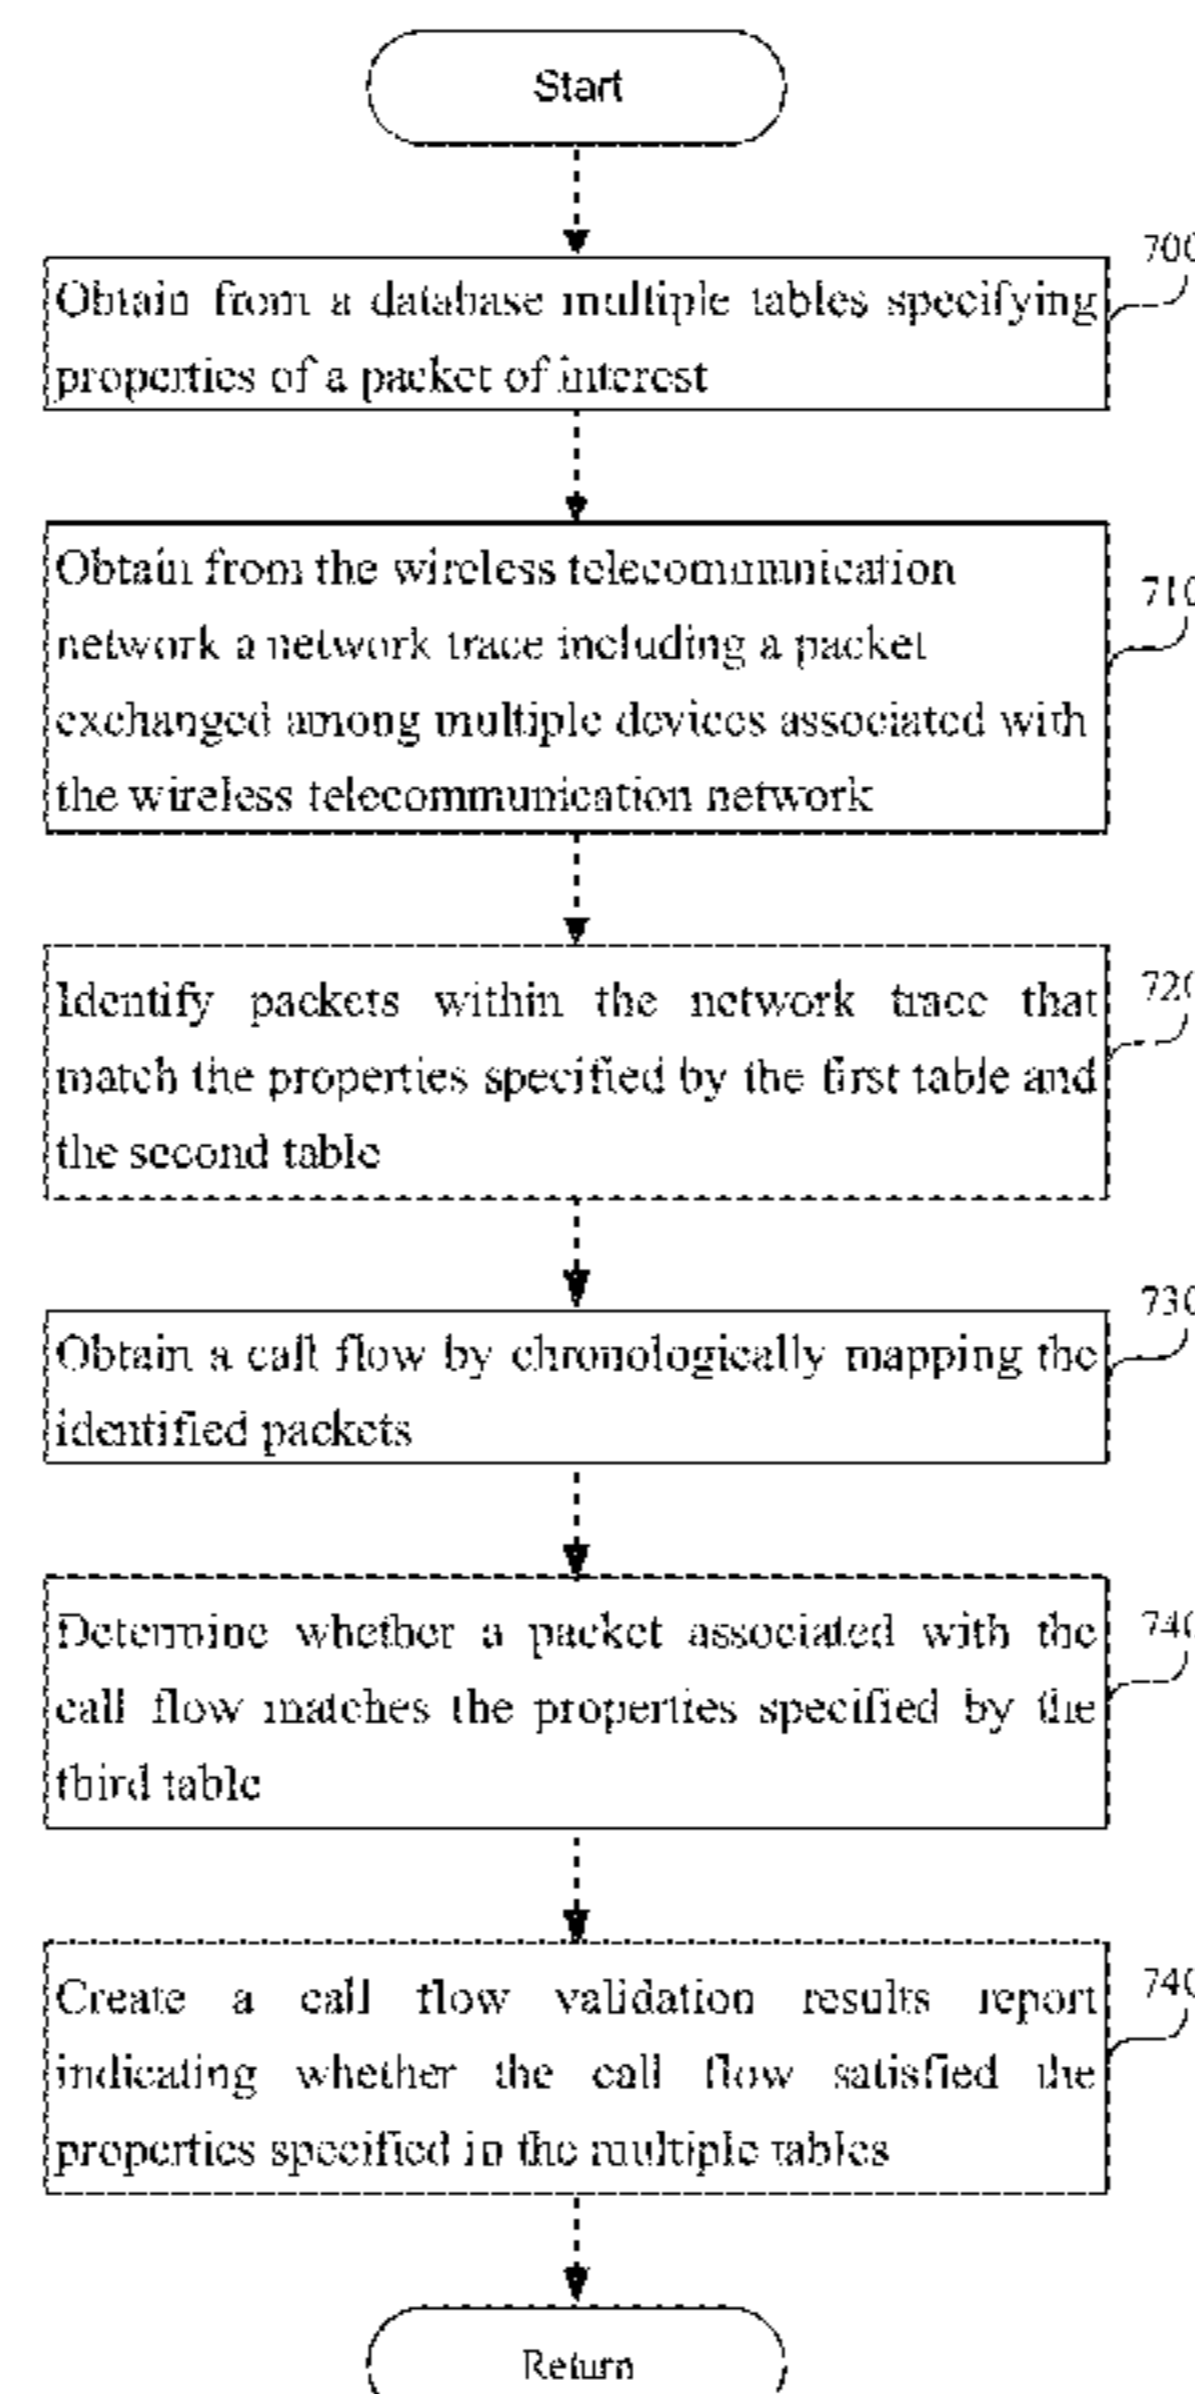 Start
700
Obtain from a database multiple tables specifying
properties of a packet of interest
Obtain from the wireless telecommunication
710
network a network trace including a packet
exchanged among multiple devices associated with
the wireless telecommunication network
720
Identify packets within the network trace that
match the properties specified by the first table and
the second table
730
Obtain a call flow by chronologically mapping the
identified packets
740
Determine whether a packet associated with the
call flow matches the properties specified by the
third table
740
Create a call flow validation results report
indicating whether the call flow satisfied the
properties specified in the multiple tables
Return